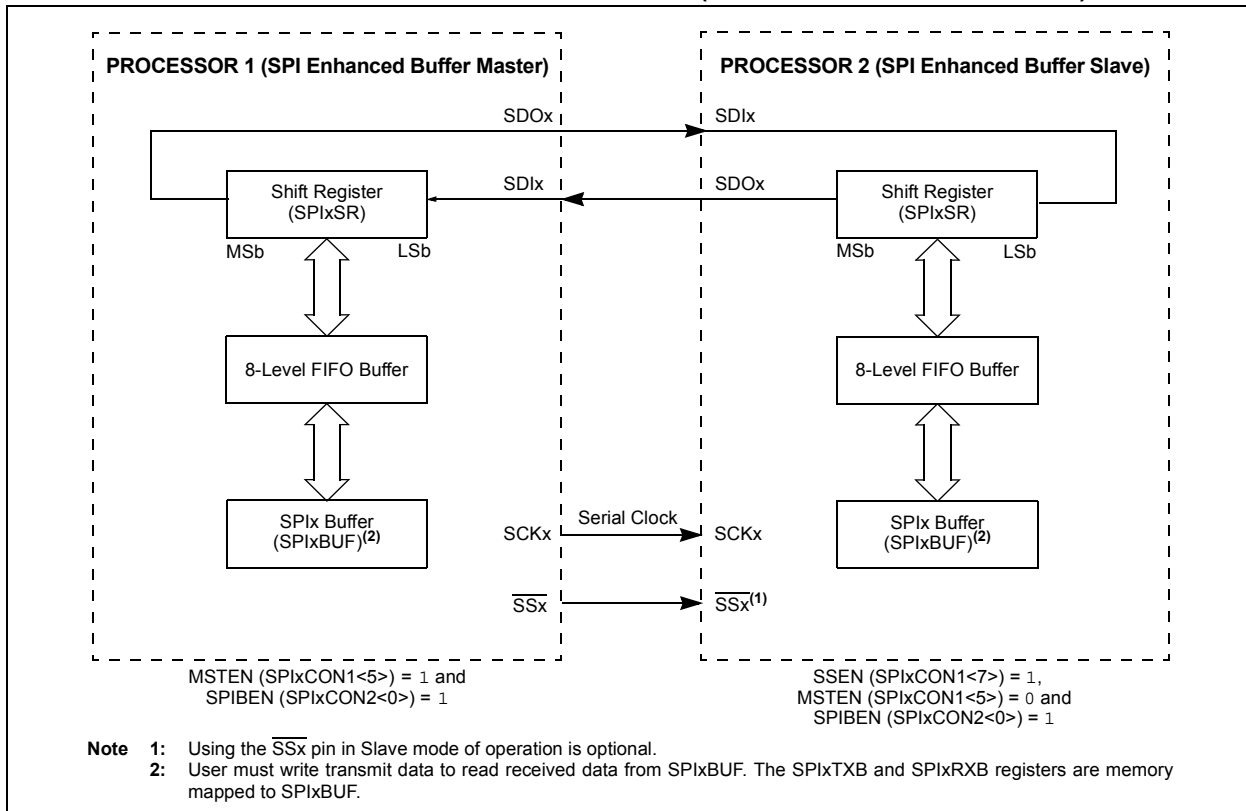 PROCESSOR 1 (SPI Enhanced Buffer Master)
PROCESSOR 2 (SPI Enhanced Buffer Slave)
SDOx
SDIx
Shift Register
(SPIxSR)
SDIx
SDOx
Shift Register
(SPIxSR)
MSb
LSb
MSb
LSb
8-Level FIFO Buffer
8-Level FIFO Buffer
SPIx Buffer
(SPIxBUF)(2)
SCKx
Serial Clock
SCKx
SPIx Buffer
(SPIxBUF)(2)
SSx
SSx(1)
MSTEN (SPIxCON1<5>) = 1 and
SPIBEN (SPIxCON2<0>) = 1
SSEN (SPIxCON1<7>) = 1,
MSTEN (SPIxCON1<5>) = 0 and
SPIBEN (SPIxCON2<0>) = 1
Note 1: Using the SSx pin in Slave mode of operation is optional.
2: User must write transmit data to read received data from SPIxBUF. The SPIxTXB and SPIxRXB registers are memory
mapped to SPIxBUF.